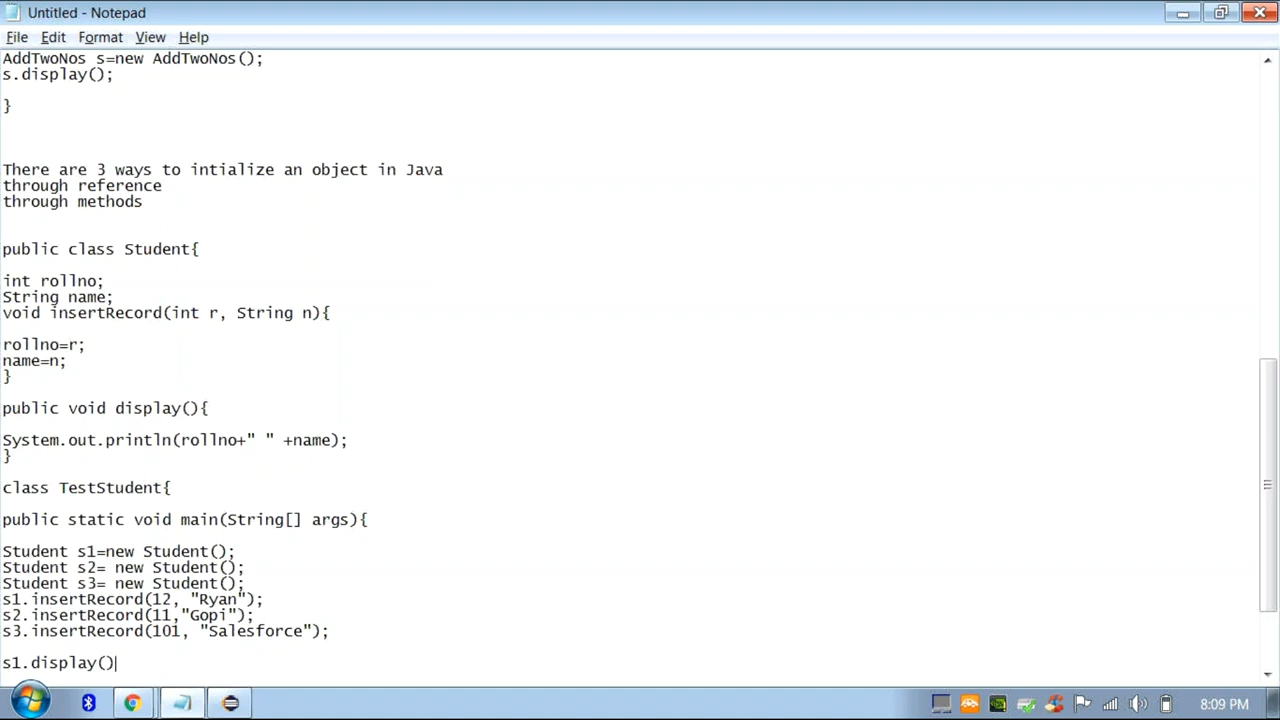 Untitled - Notepad
File Edit Format View Help
AddTwoNos s=new AddTwoNos();
s.display();
}
There are 3 ways to intialize an object in Java
through reference
through methods
public class Student{
int rollno;
String name;
void insertRecord(int r, String n){
rollno=r;
name=n;
}
public void display(){
System.out.println(rollno+" " +name);
}
class TestStudent{
public static void main(String[] args){
Student s1=new Student();
Student s2= new Student();
Student s3= new Student();
s1.insertRecord(12, "Ryan");
s2.insertRecord(11,"Gopi");
s3.insertRecord(101, "Salesforce");
s1.display()
8:09 PM